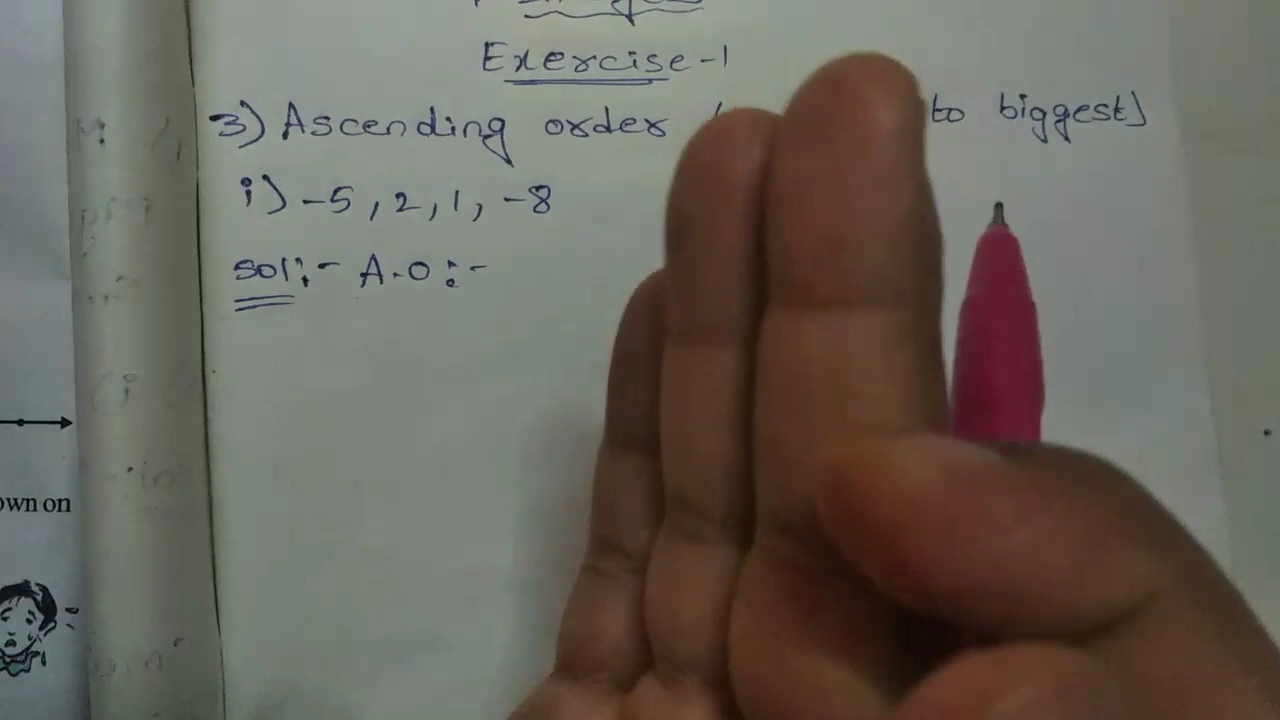 Exercise-1
3) Ascending order ( to biggest)
i) -5, 2, 1, -8
Sol:- A.O:-
own on